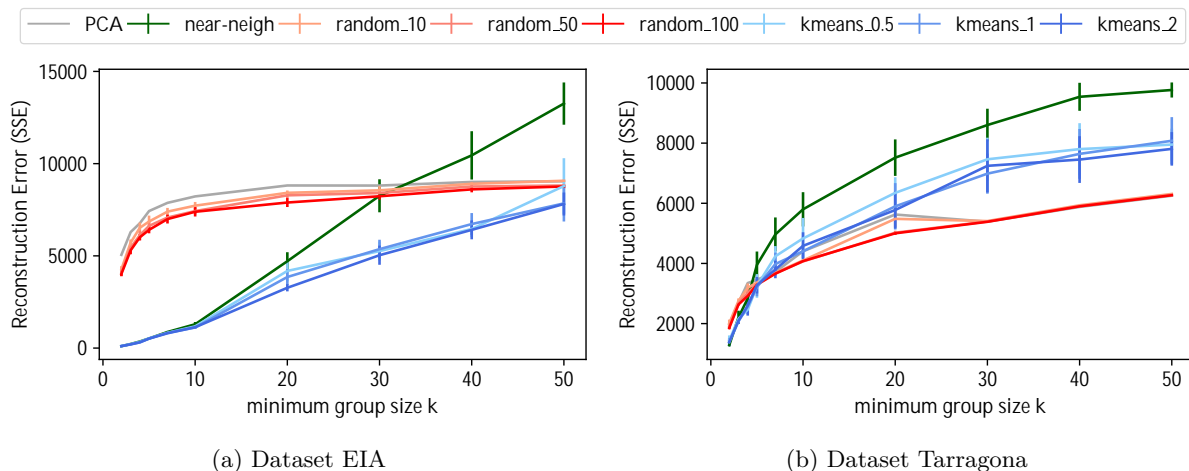 PCA near-neigh random_10 random_50 random_100 kmeans_0.5 kmeans_1 kmeans_2
15000
10000
5000
0
Reconstruction Error (SSE)
0 10 20 30 40 50
minimum group size k
(a) Dataset EIA
10000
8000
6000
4000
2000
Reconstruction Error (SSE)
0 10 20 30 40 50
minimum group size k
(b) Dataset Tarragona